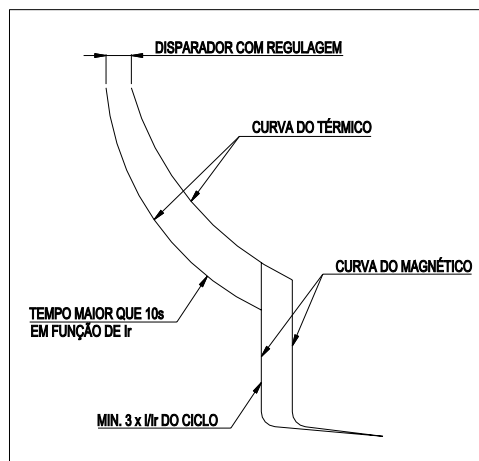 DISPARADOR COM REGULAGEM
CURVA DO TÉRMICO
CURVA DO MAGNÉTICO
TEMPO MAIOR QUE 10s
EM FUNÇÃO DE Ir
MIN. 3 x I/Ir DO CICLO